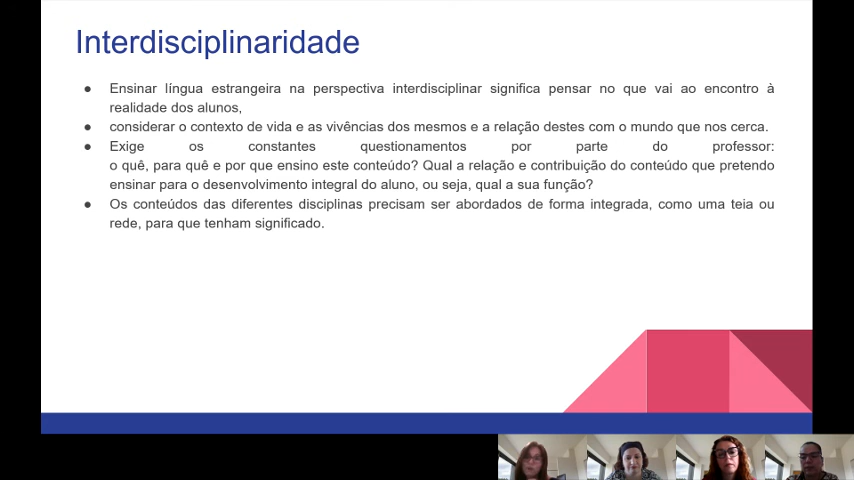 Interdisciplinaridade
● Ensinar língua estrangeira na perspectiva interdisciplinar significa pensar no que vai ao encontro à
realidade dos alunos,
● considerar o contexto de vida e as vivências dos mesmos e a relação destes com o mundo que nos cerca.
● Exige os constantes questionamentos por parte do professor:
o quê, para quê e por que ensino este conteúdo? Qual a relação e contribuição do conteúdo que pretendo
ensinar para o desenvolvimento integral do aluno, ou seja, qual a sua função?
● Os conteúdos das diferentes disciplinas precisam ser abordados de forma integrada, como uma teia ou
rede, para que tenham significado.